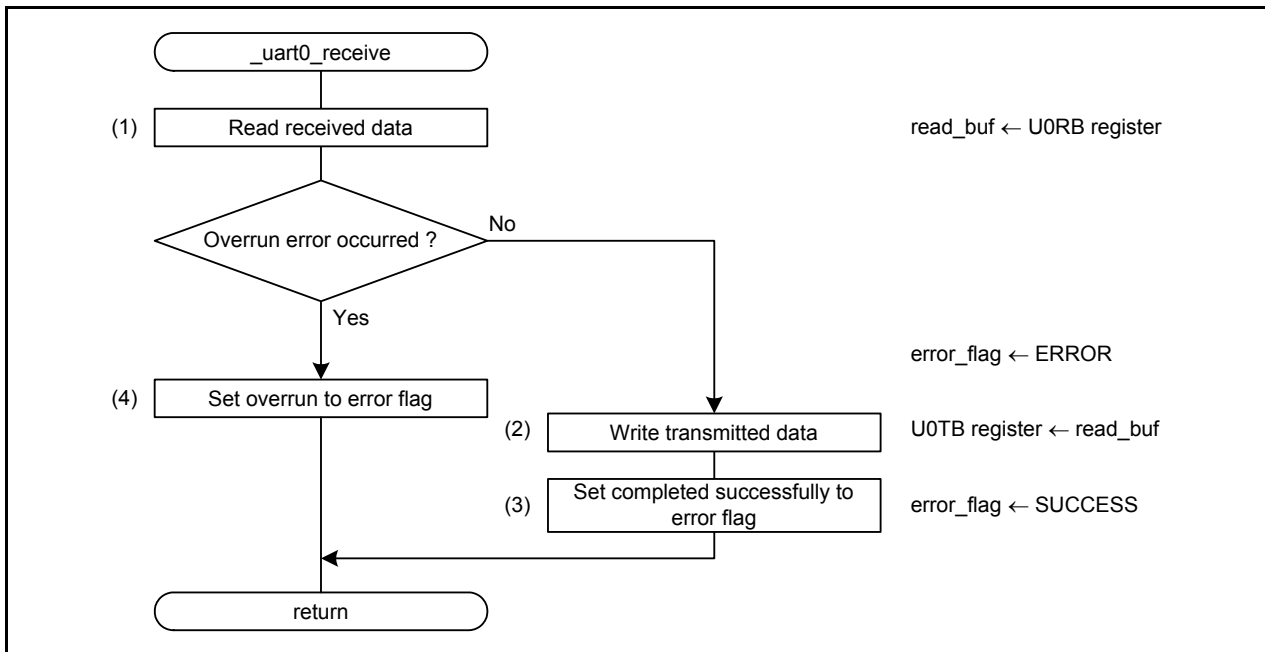 _uart0_receive
(1)
Read received data
read_buf ← U0RB register
Overrun error occurred ?
No
Yes
error_flag ← ERROR
(4)
Set overrun to error flag
(2)
Write transmitted data
U0TB register ← read_buf
(3)
Set completed successfully to
error flag
error_flag ← SUCCESS
return